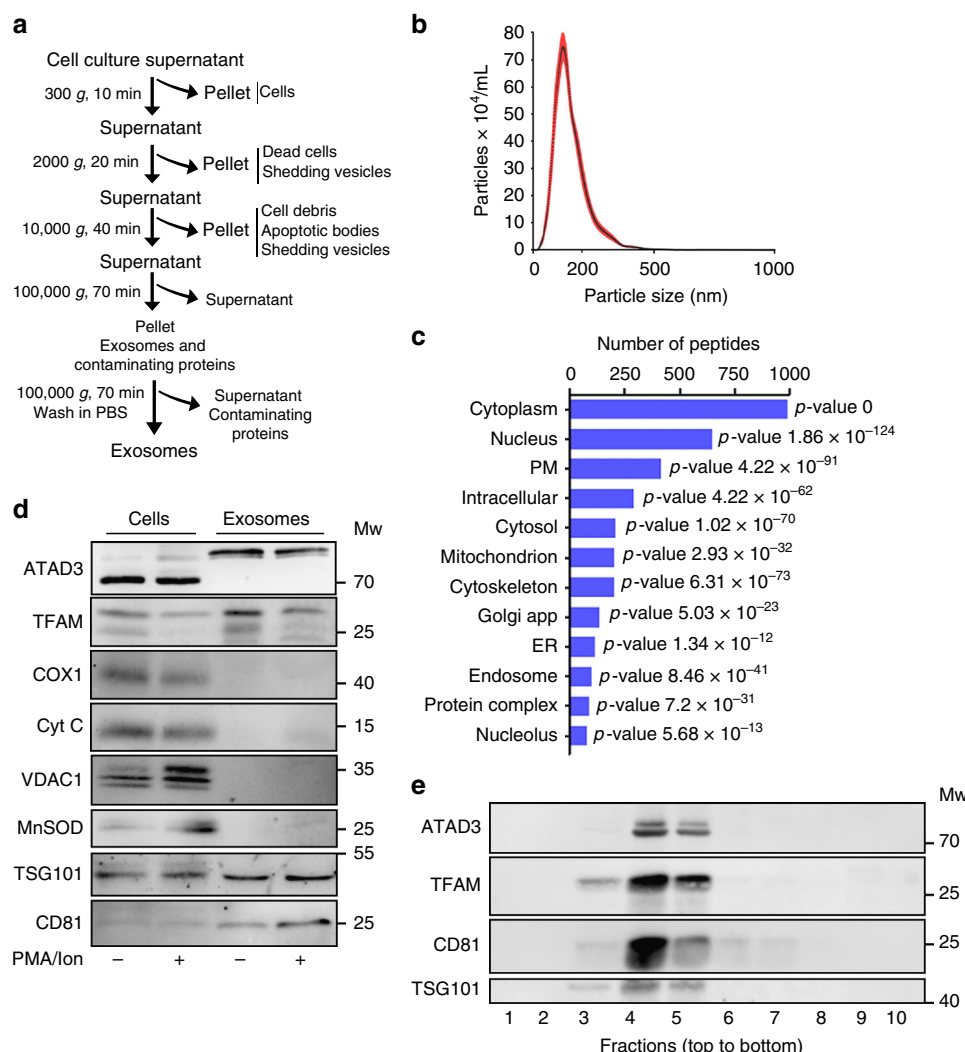 a
Cell culture supernatant
300 g, 10 min
Pellet
Cells
Supernatant
2000 g, 20 min
Pellet
Dead cells
Shedding vesicles
Supernatant
10,000 g, 40 min
Pellet
Cell debris
Apoptotic bodies
Shedding vesicles
Supernatant
100,000 g, 70 min
Supernatant
Pellet
Exosomes and
contaminating proteins
100,000 g, 70 min
Wash in PBS
Supernatant
Contaminating
proteins
Exosomes
b
Particles × 10⁴/mL
80
70
60
50
40
30
20
10
0
0
200
500
1000
Particle size (nm)
c
Number of peptides
0
250
500
750
1000
Cytoplasm
p-value 0
Nucleus
p-value 1.86 × 10⁻¹²⁴
PM
p-value 4.22 × 10⁻⁹¹
Intracellular
p-value 4.22 × 10⁻⁶²
Cytosol
p-value 1.02 × 10⁻⁷⁰
Mitochondrion
p-value 2.93 × 10⁻³²
Cytoskeleton
p-value 6.31 × 10⁻⁷³
Golgi app
p-value 5.03 × 10⁻²³
ER
p-value 1.34 × 10⁻¹²
Endosome
p-value 8.46 × 10⁻⁴¹
Protein complex
p-value 7.2 × 10⁻³¹
Nucleolus
p-value 5.68 × 10⁻¹³
d
Cells
Exosomes
Mw
ATAD3
70
TFAM
25
COX1
40
Cyt C
15
VDAC1
35
MnSOD
25
55
TSG101
CD81
25
PMA/Ion
– + – +
e
Mw
ATAD3
70
TFAM
25
CD81
25
TSG101
40
1 2 3 4 5 6 7 8 9 10
Fractions (top to bottom)